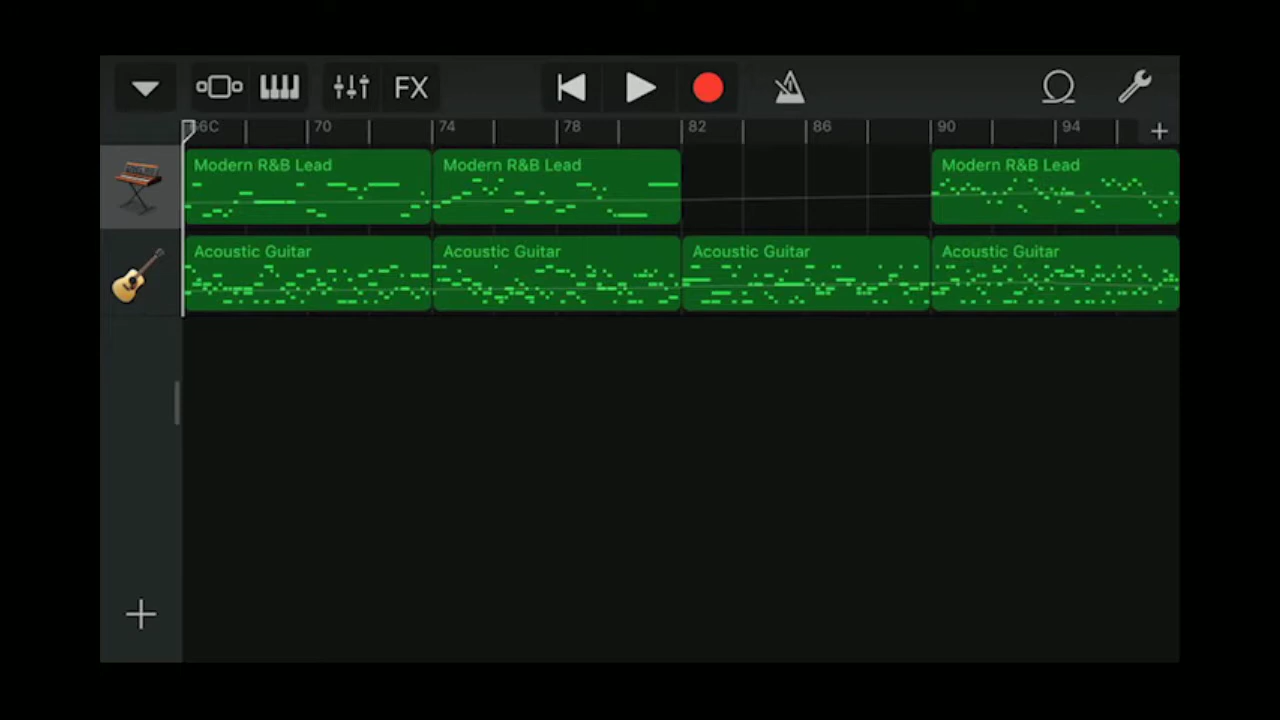 FX
66C 70 74 78 82 86 90 94
Modern R&B Lead Modern R&B Lead Modern R&B Lead
Acoustic Guitar Acoustic Guitar Acoustic Guitar Acoustic Guitar